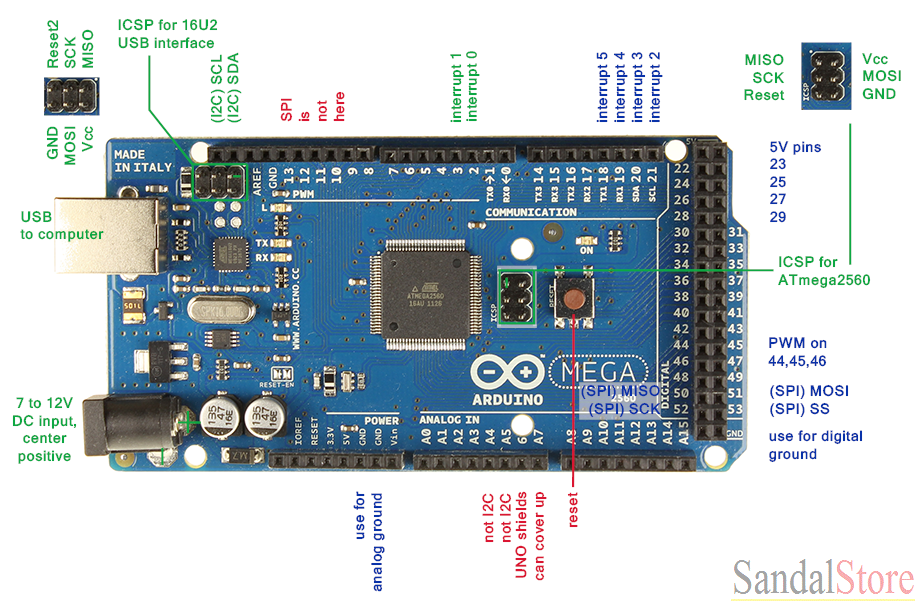 ICSP for 16U2
USB interface
Reset2
SCK
MISO
GND
MOSI
Vcc
(I2C) SCL
(I2C) SDA
SPI
is
not
here
interrupt 1
interrupt 0
interrupt 5
interrupt 4
interrupt 3
interrupt 2
MISO
SCK
Reset
ICSP
Vcc
MOSI
GND
MADE
IN ITALY
AREF
GND
13
12
11
10
9
8
7
6
5
4
3
2
TX0→1
RX0←0
TX3 14
RX3 15
TX2 16
RX2 17
TX1 18
RX1 19
SDA 20
SCL 21
PWM
COMMUNICATION
5V
22
24
26
28
30
32
34
36
38
40
42
44
46
48
50
52
31
33
35
37
39
41
43
45
47
49
51
53
GND
5V pins
23
25
27
29
USB
to computer
L
TX
RX
ON
WWW.ARDUINO.CC
ATMEGA2560
16AU 1126
ICSP
RESET
ICSP for
ATmega2560
RESET-EN
ARDUINO
MEGA
2560
DIGITAL
PWM on
44,45,46
(SPI) MISO
(SPI) SCK
(SPI) MOSI
(SPI) SS
use for digital
ground
7 to 12V
DC input,
center
positive
135
47
16E
135
47
16E
M7
POWER
ANALOG IN
IOREF
RESET
3.3V
5V
GND
GND
Vin
A0
A1
A2
A3
A4
A5
6
A7
A8
A9
A10
A11
A12
A13
A14
A15
use for
analog ground
not I2C
not I2C
UNO shields
can cover up
reset
SandalStore